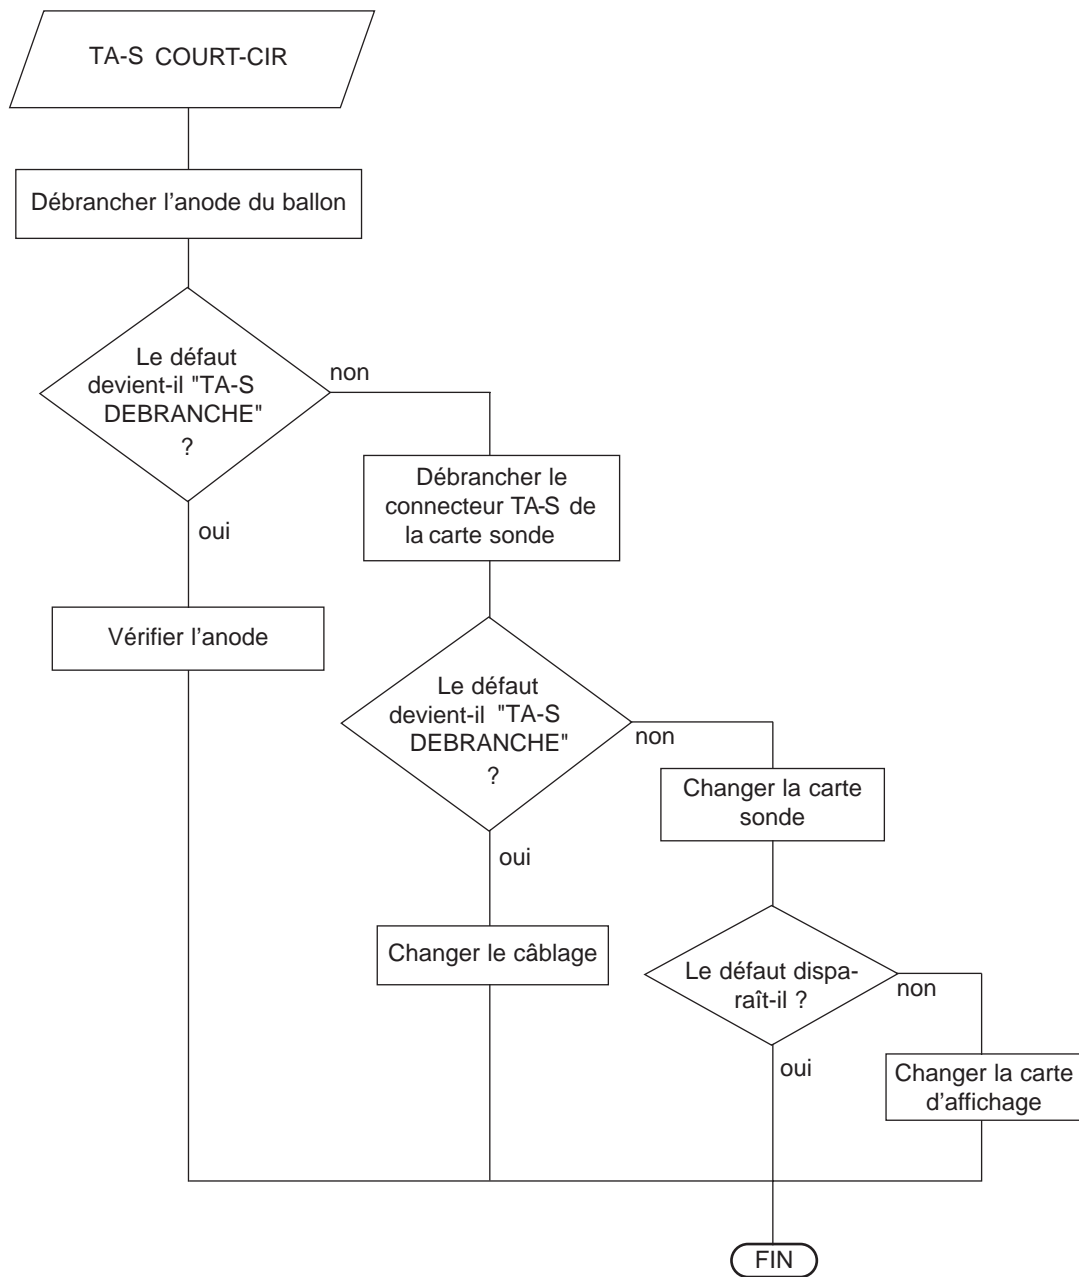 TA-S COURT-CIR
Débrancher l'anode du ballon
Le défaut
devient-il "TA-S
DEBRANCHE"
?
non
oui
Débrancher le
connecteur TA-S de
la carte sonde
Vérifier l'anode
Le défaut
devient-il "TA-S
DEBRANCHE"
?
non
oui
Changer la carte
sonde
Changer le câblage
Le défaut dispa-
raît-il ?
non
oui
Changer la carte
d'affichage
FIN